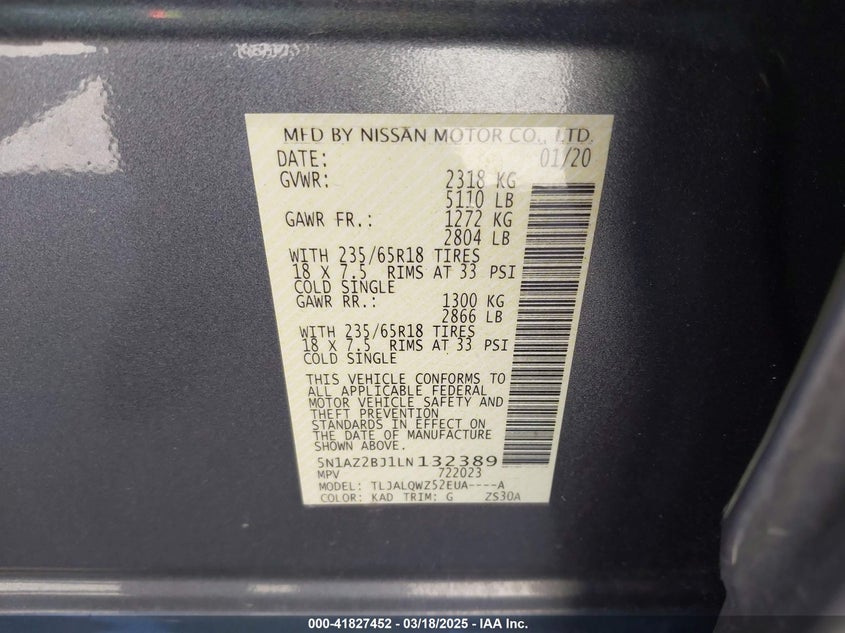 MFD BY NISSAN MOTOR CO., LTD.
DATE: 01/20
GVWR: 2318 KG
5110 LB
GAWR FR.: 1272 KG
2804 LB
WITH 235/65R18 TIRES
18 X 7.5 RIMS AT 33 PSI
COLD SINGLE
GAWR RR.: 1300 KG
2866 LB
WITH 235/65R18 TIRES
18 X 7.5 RIMS AT 33 PSI
COLD SINGLE
THIS VEHICLE CONFORMS TO
ALL APPLICABLE FEDERAL
MOTOR VEHICLE SAFETY AND
THEFT PREVENTION
STANDARDS IN EFFECT ON
THE DATE OF MANUFACTURE
SHOWN ABOVE.
5N1AZ2BJ1LN132389
MPV 722023
MODEL: TLJALQWZ52EUA----A
COLOR: KAD TRIM: G ZS30A
000-41827452 - 03/18/2025 - IAA Inc.